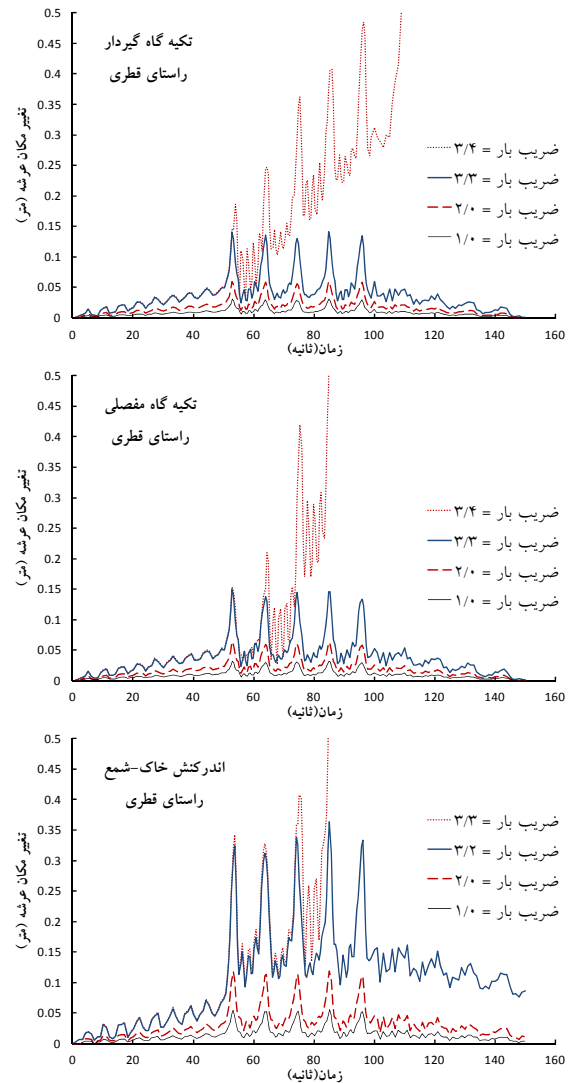 0.5
0.45
0.4
0.35
0.3
0.25
0.2
0.15
0.1
0.05
0
تغییر مکان عرشه (متر)
تکیه گاه گیردار
راستای قطری
ضریب بار = ۳/۴
ضریب بار = ۳/۳
ضریب بار = ۲/۰
ضریب بار = ۱/۰
0 20 40 60 80 100 120 140 160
زمان(ثانیه)
0.5
0.45
0.4
0.35
0.3
0.25
0.2
0.15
0.1
0.05
0
تغییر مکان عرشه (متر)
تکیه گاه مفصلی
راستای قطری
ضریب بار = ۳/۴
ضریب بار = ۳/۳
ضریب بار = ۲/۰
ضریب بار = ۱/۰
0 20 40 60 80 100 120 140 160
زمان(ثانیه)
0.5
0.45
0.4
0.35
0.3
0.25
0.2
0.15
0.1
0.05
0
تغییر مکان عرشه (متر)
اندرکنش خاک-شمع
راستای قطری
ضریب بار = ۳/۳
ضریب بار = ۳/۲
ضریب بار = ۲/۰
ضریب بار = ۱/۰
0 20 40 60 80 100 120 140 160
زمان(ثانیه)